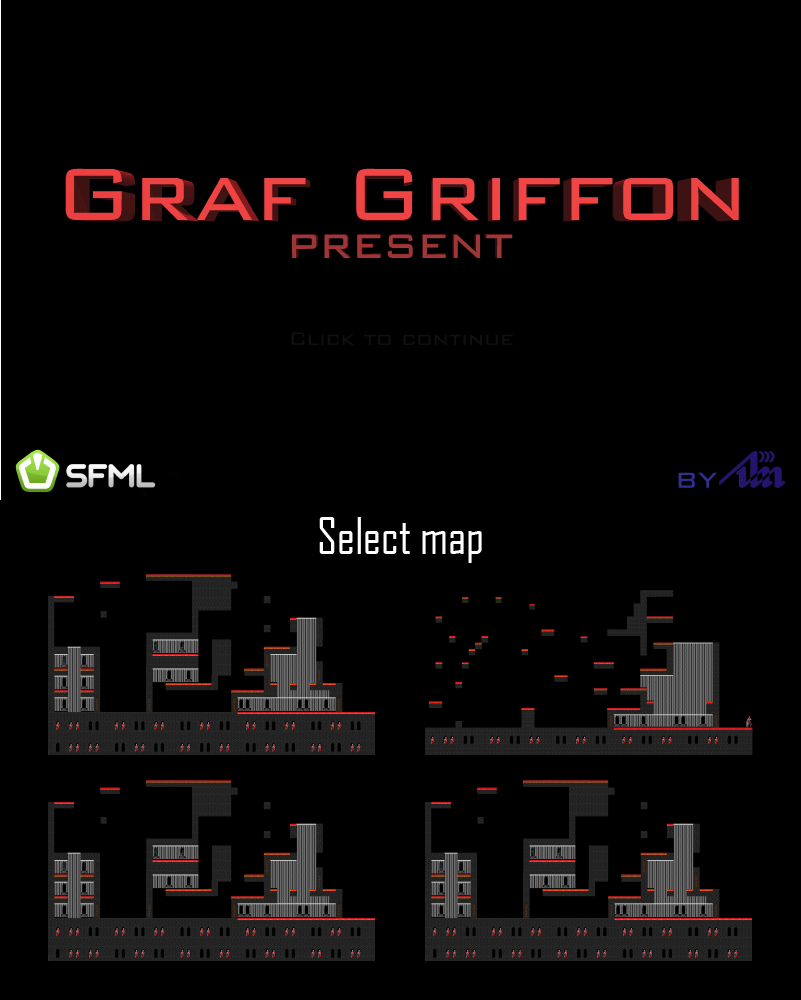 Graf Griffon
PRESENT
Click to continue
SFML
BY
Select map